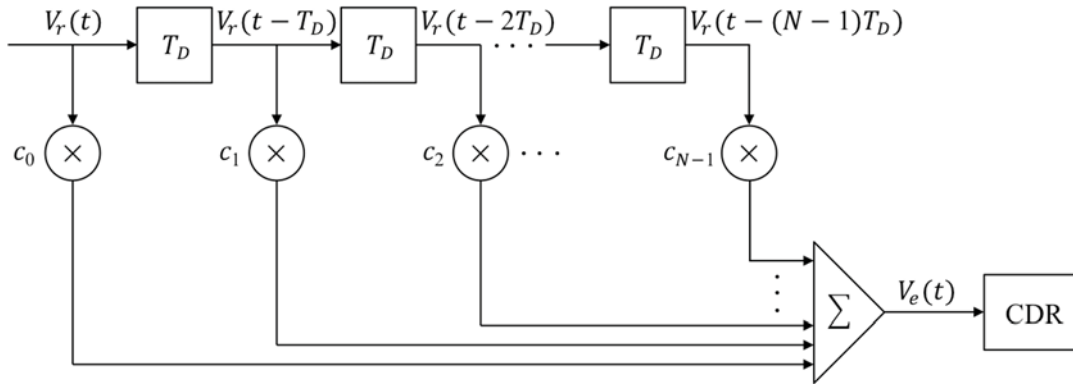 V_r(t) V_r(t − T_D) V_r(t − 2T_D) V_r(t − (N − 1)T_D)
T_D T_D ··· T_D
c_0 × c_1 × c_2 × ··· c_{N−1} ×
⋮
V_e(t)
∑ CDR